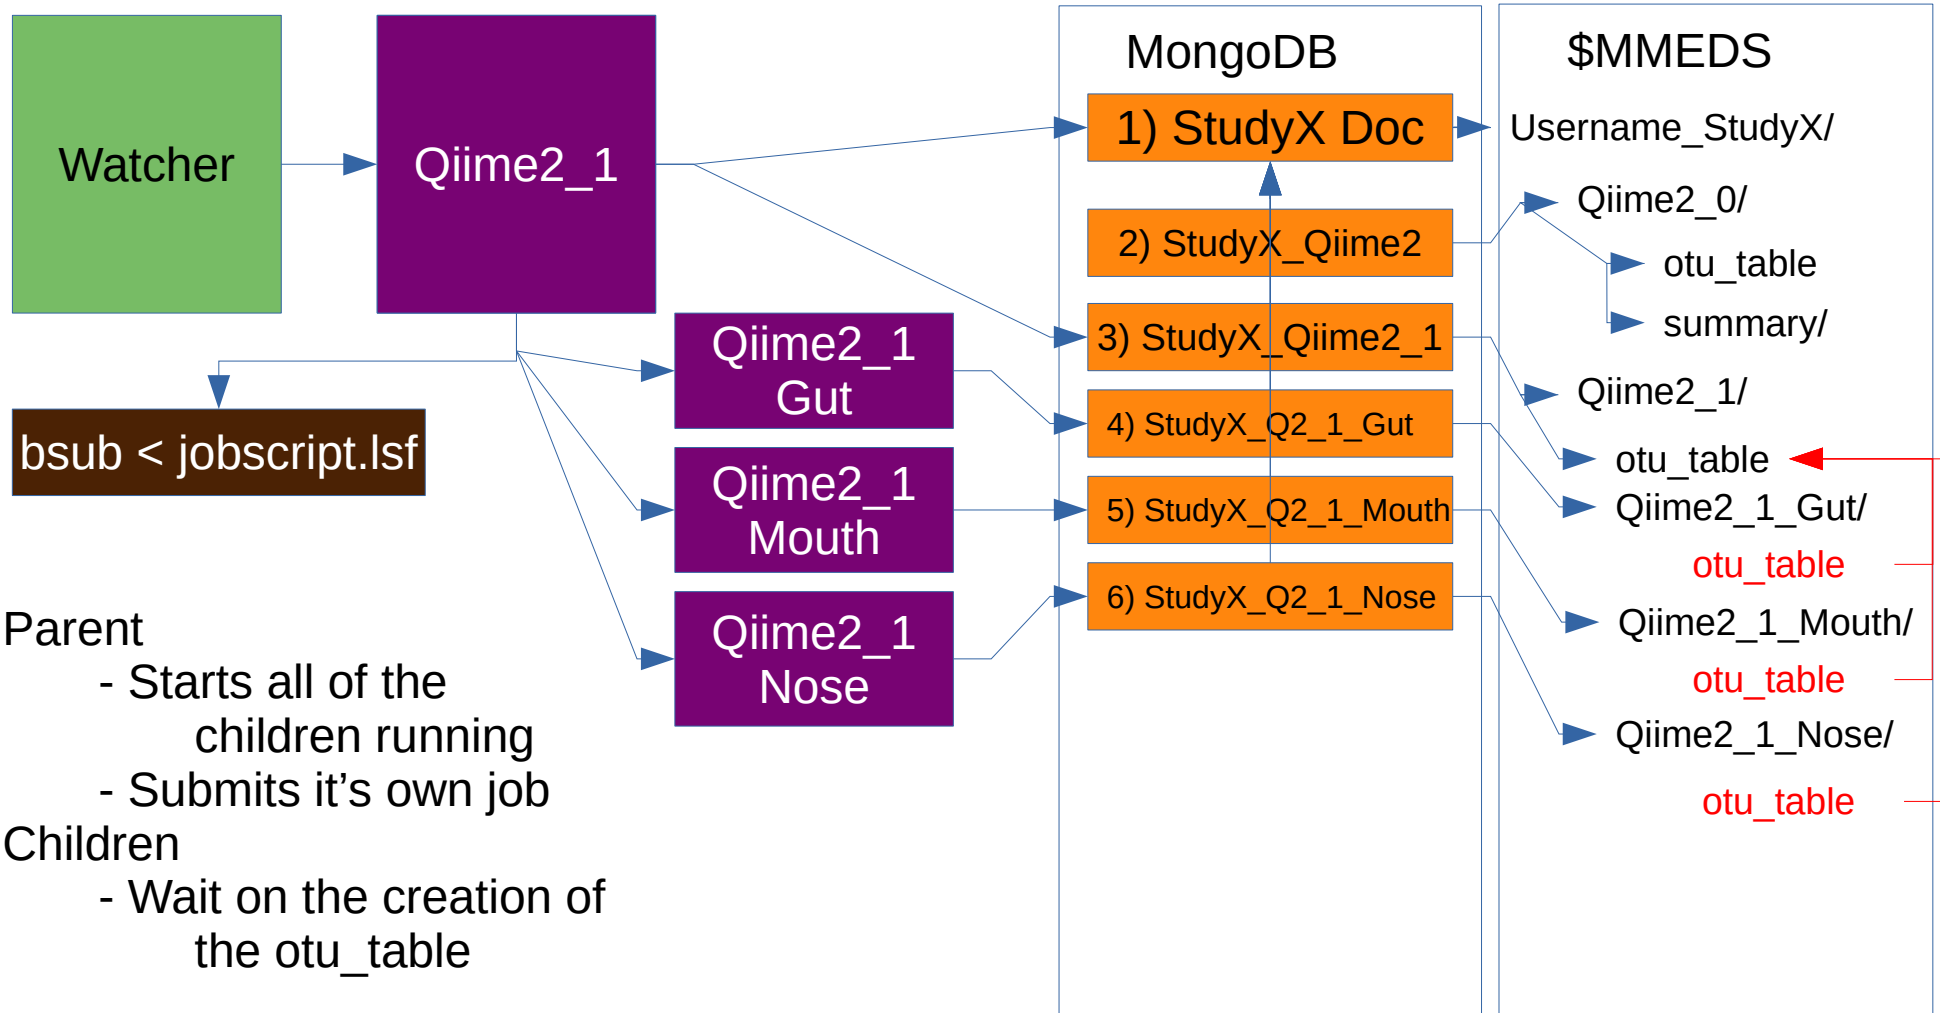 Watcher
Qiime2_1
bsub < jobscript.lsf
Qiime2_1
Gut
Qiime2_1
Mouth
Qiime2_1
Nose
Parent
- Starts all of the
children running
- Submits it’s own job
Children
- Wait on the creation of
the otu_table
MongoDB
1) StudyX Doc
2) StudyX_Qiime2
3) StudyX_Qiime2_1
4) StudyX_Q2_1_Gut
5) StudyX_Q2_1_Mouth
6) StudyX_Q2_1_Nose
$MMEDS
Username_StudyX/
Qiime2_0/
otu_table
summary/
Qiime2_1/
otu_table
Qiime2_1_Gut/
otu_table
Qiime2_1_Mouth/
otu_table
Qiime2_1_Nose/
otu_table